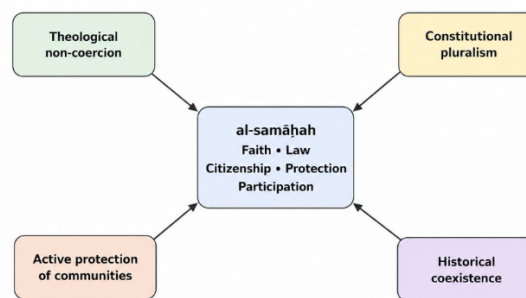 Theological
non-coercion
Constitutional
pluralism
al-samāḥah
Faith • Law
Citizenship • Protection
Participation
Active protection
of communities
Historical
coexistence